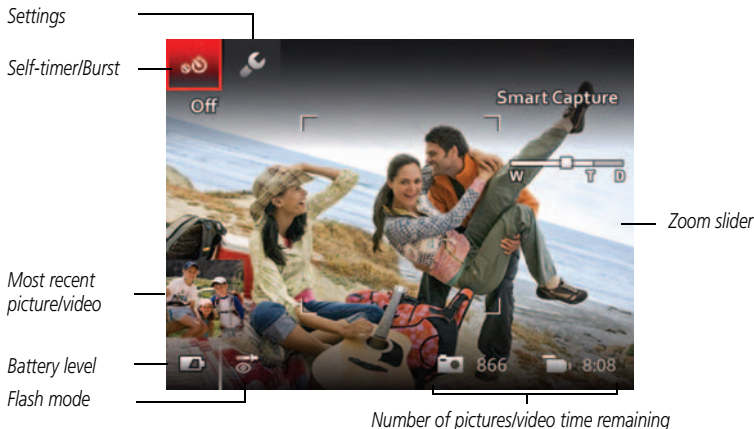 Settings
Self-timer/Burst
Off
Smart Capture
W T D
Zoom slider
Most recent
picture/video
Battery level
866
8:08
Flash mode
Number of pictures/video time remaining